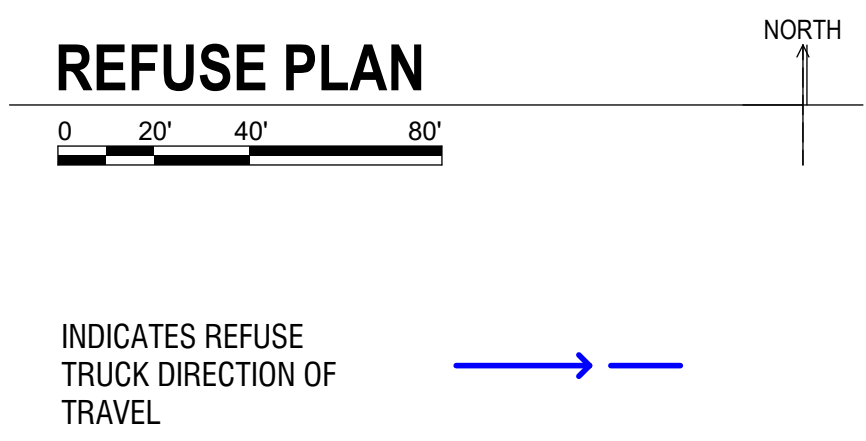 NORTH
REFUSE PLAN
0 20' 40' 80'
INDICATES REFUSE
TRUCK DIRECTION OF
TRAVEL